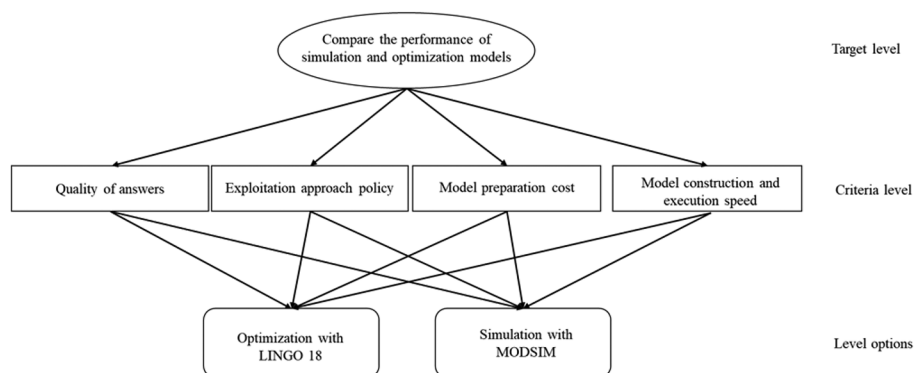 Compare the performance of
simulation and optimization models
Target level
Quality of answers
Exploitation approach policy
Model preparation cost
Model construction and
execution speed
Criteria level
Optimization with
LINGO 18
Simulation with
MODSIM
Level options